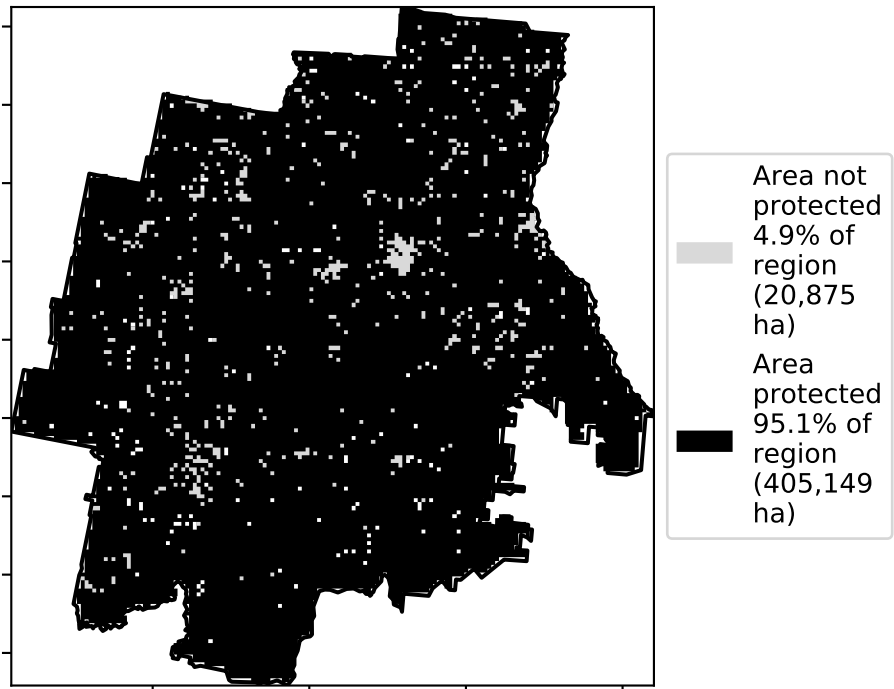 Area not
protected
4.9% of
region
(20,875
ha)
Area
protected
95.1% of
region
(405,149
ha)